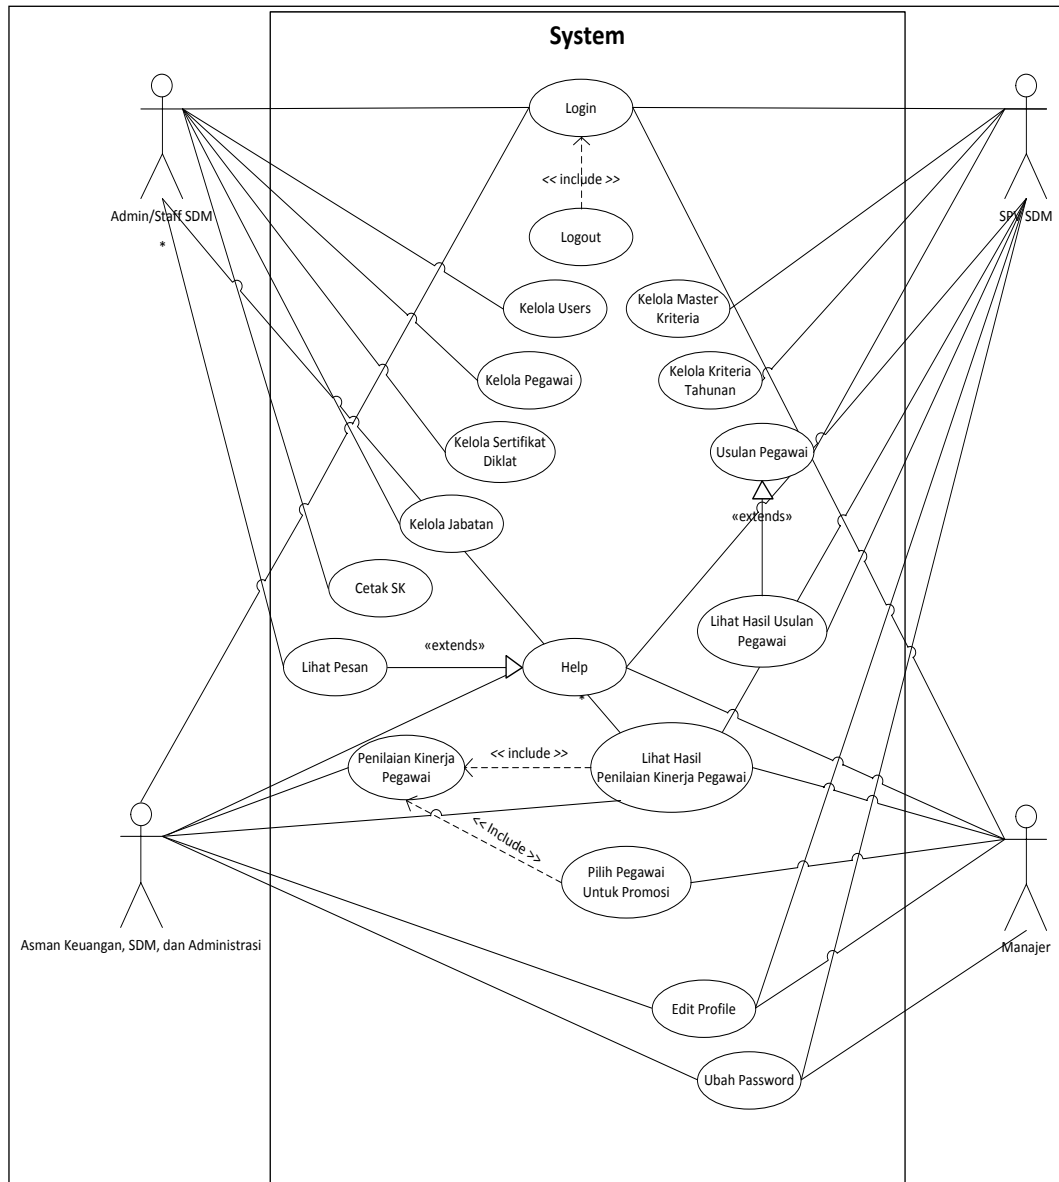 System
Login
<< include >>
Admin/Staff SDM
*
SPV SDM
Logout
Kelola Users
Kelola Master
Kriteria
Kelola Pegawai
Kelola Kriteria
Tahunan
Kelola Sertifikat
Diklat
Usulan Pegawai
Kelola Jabatan
«extends»
Cetak SK
Lihat Hasil Usulan
Pegawai
«extends»
Lihat Pesan
Help
*
Penilaian Kinerja
Pegawai
<< include >>
Lihat Hasil
Penilaian Kinerja Pegawai
<< Include >>
Pilih Pegawai
Untuk Promosi
Asman Keuangan, SDM, dan Administrasi
Manajer
Edit Profile
Ubah Password